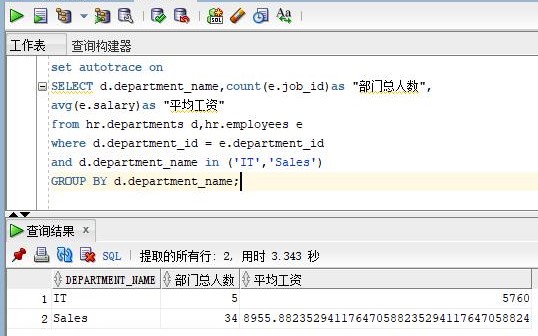 SQL
Aa
工作表 查询构建器
set autotrace on
SELECT d.department_name,count(e.job_id)as "部门总人数",
avg(e.salary)as "平均工资"
from hr.departments d,hr.employees e
where d.department_id = e.department_id
and d.department_name in ('IT','Sales')
GROUP BY d.department_name;
查询结果 x
SQL | 提取的所有行: 2, 用时 3.343 秒
DEPARTMENT_NAME 部门总人数 平均工资
1 IT 5 5760
2 Sales 34 8955.88235294117647058823529411764705882​4